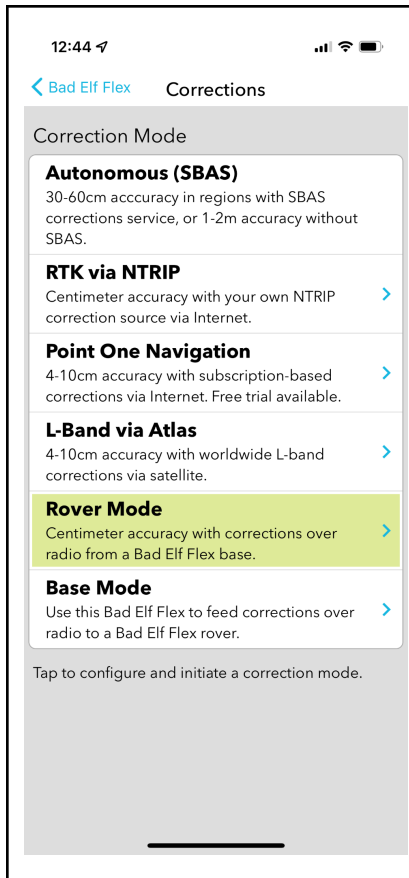 12:44
Bad Elf Flex
Corrections
Correction Mode
Autonomous (SBAS)
30-60cm acccuracy in regions with SBAS
corrections service, or 1-2m accuracy without
SBAS.
RTK via NTRIP
Centimeter accuracy with your own NTRIP
correction source via Internet.
Point One Navigation
4-10cm accuracy with subscription-based
corrections via Internet. Free trial available.
L-Band via Atlas
4-10cm accuracy with worldwide L-band
corrections via satellite.
Rover Mode
Centimeter accuracy with corrections over
radio from a Bad Elf Flex base.
Base Mode
Use this Bad Elf Flex to feed corrections over
radio to a Bad Elf Flex rover.
Tap to configure and initiate a correction mode.